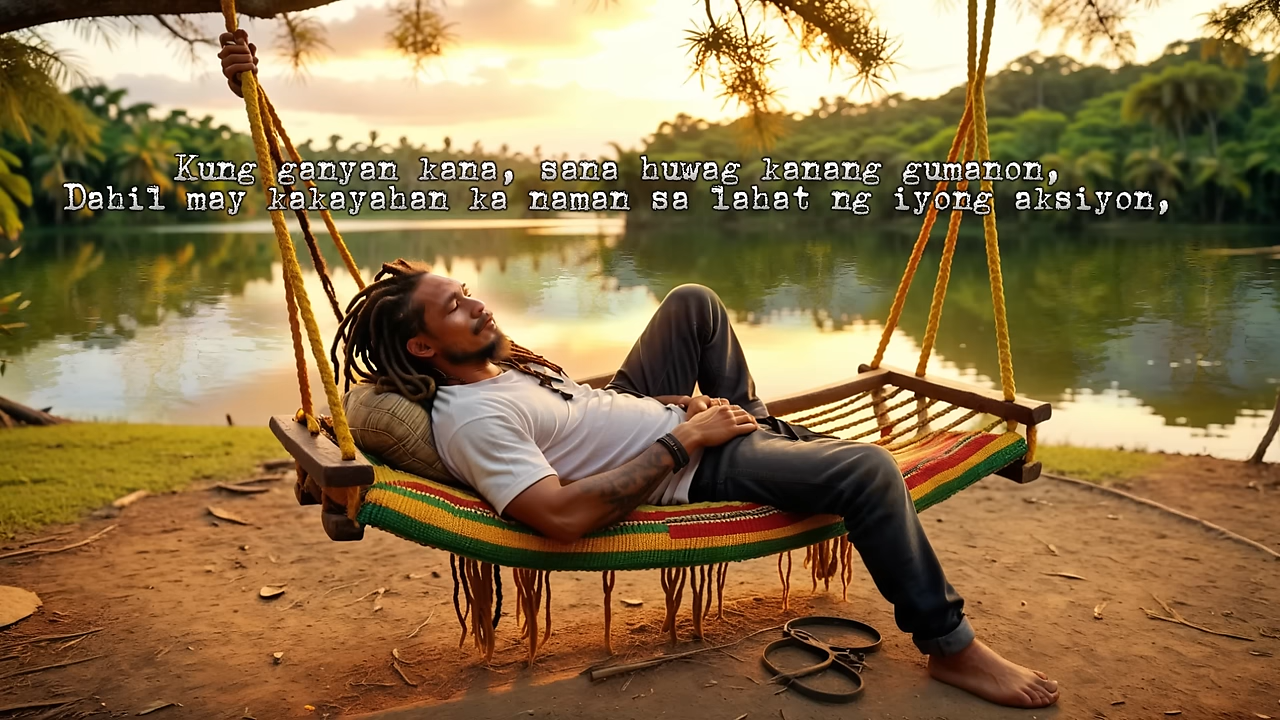 Kung ganyan kana, sana huwag kanang gumanon,
Dahil may kakayahan ka naman sa lahat ng iyong aksiyon,